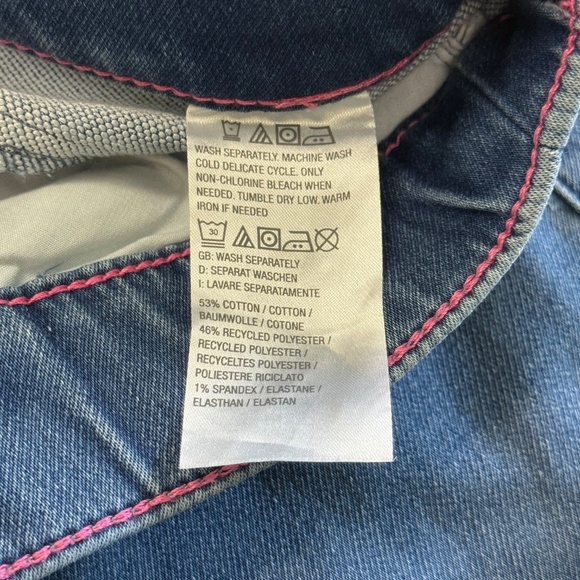 WASH SEPARATELY. MACHINE WASH
COLD DELICATE CYCLE. ONLY
NON-CHLORINE BLEACH WHEN
NEEDED. TUMBLE DRY LOW. WARM
IRON IF NEEDED
30
GB: WASH SEPARATELY
D: SEPARAT WASCHEN
I: LAVARE SEPARATAMENTE
53% COTTON / COTTON /
BAUMWOLLE / COTONE
46% RECYCLED POLYESTER /
RECYCLED POLYESTER /
RECYCELTES POLYESTER /
POLIESTERE RICICLATO
1% SPANDEX / ELASTANE /
ELASTHAN / ELASTAN